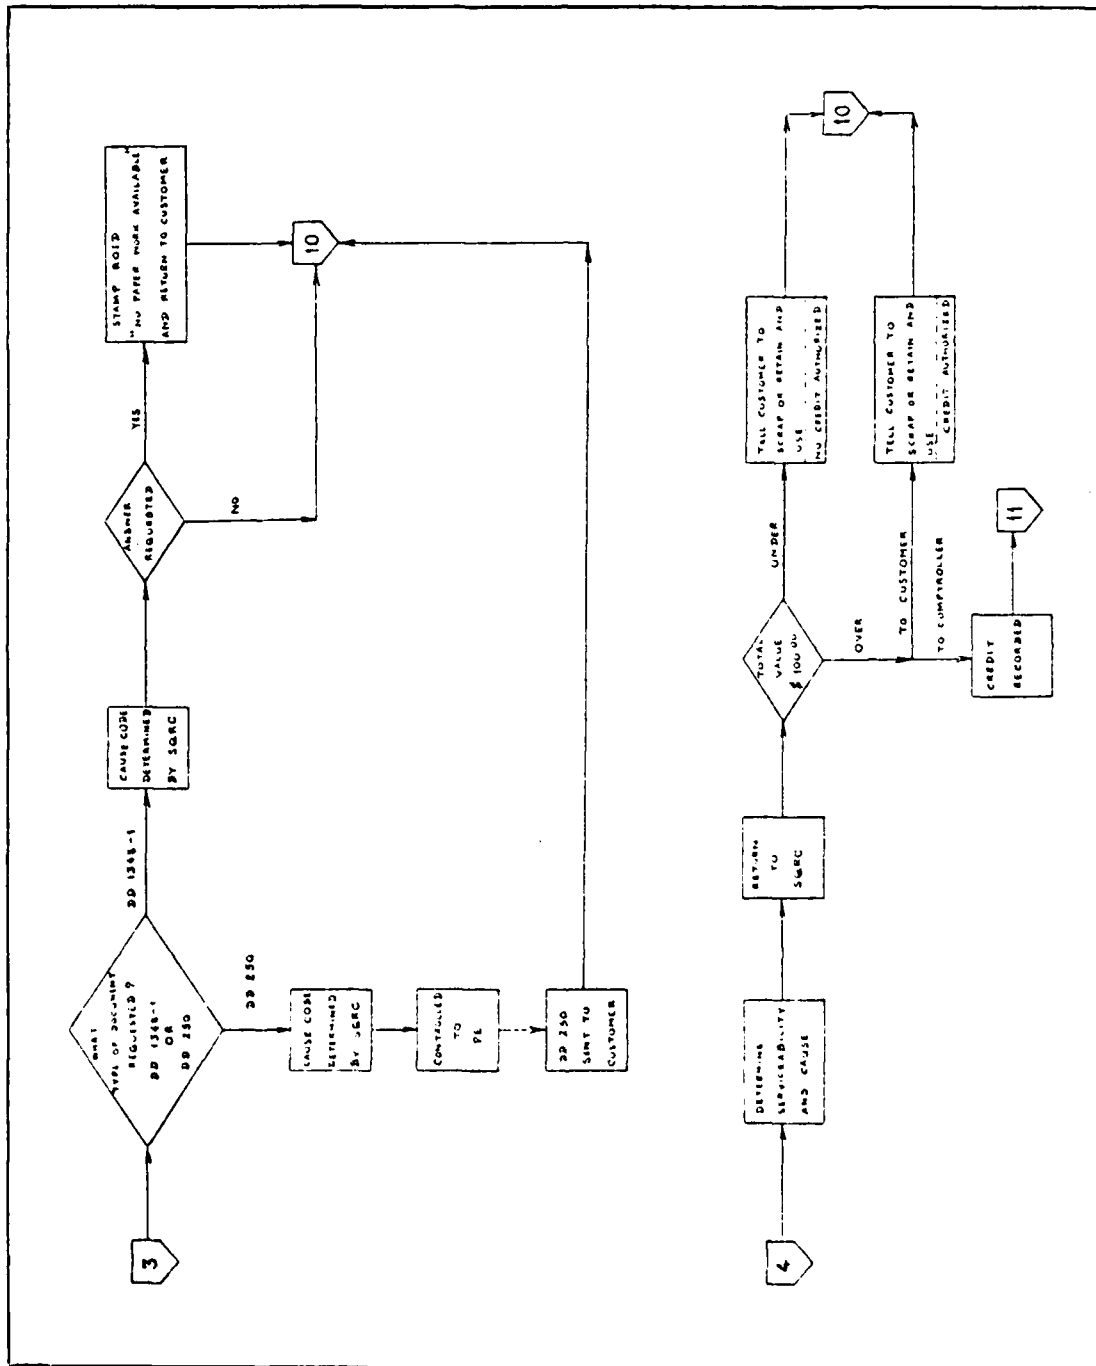 3
WHAT
TYPE OF DOCUMENT
REQUESTED?
DD 1348-1
OR
DD 250
DD 1348-1
CAUSE CODE
DETERMINED
BY SQRC
ANSWER
REQUESTED
YES
STAMP ROID
"NO PAPER WORK AVAILABLE"
AND RETURN TO CUSTOMER
NO
10
DD 250
CAUSE CODE
DETERMINED
BY SQRC
CONTROLLED
TO
PE
DD 250
SENT TO
CUSTOMER
4
DETERMINE
SERVICABILITY
AND CAUSE
RETURN
TO
SQRC
TOTAL
VALUE
$ 100.00
UNDER
TELL CUSTOMER TO
SCRAP OR RETAIN AND
USE
NO CREDIT AUTHORIZED
10
OVER
TO CUSTOMER
TELL CUSTOMER TO
SCRAP OR RETAIN AND
USE
CREDIT AUTHORIZED
TO COMPTROLLER
CREDIT
RECORDED
11